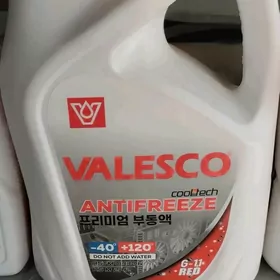 VALESCO
cooltech
ANTIFREEZE
프리미엄 부동액
-40° +120°
DO NOT ADD WATER
G-11
RED